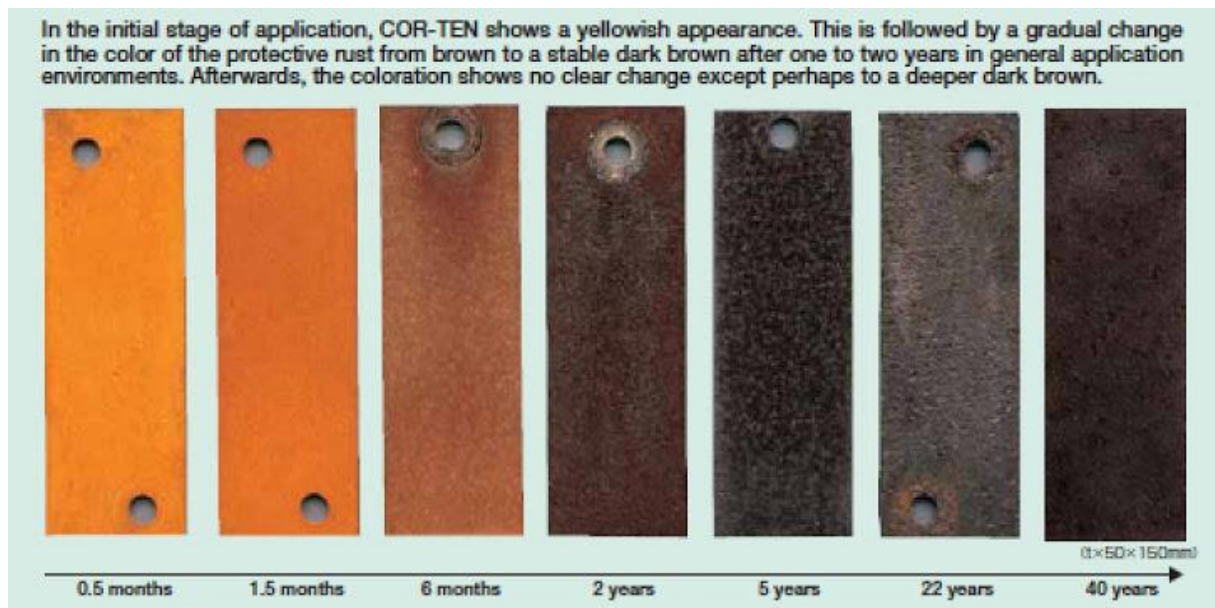 In the initial stage of application, COR-TEN shows a yellowish appearance. This is followed by a gradual change
in the color of the protective rust from brown to a stable dark brown after one to two years in general application
environments. Afterwards, the coloration shows no clear change except perhaps to a deeper dark brown.
(t×50×150mm)
0.5 months 1.5 months 6 months 2 years 5 years 22 years 40 years